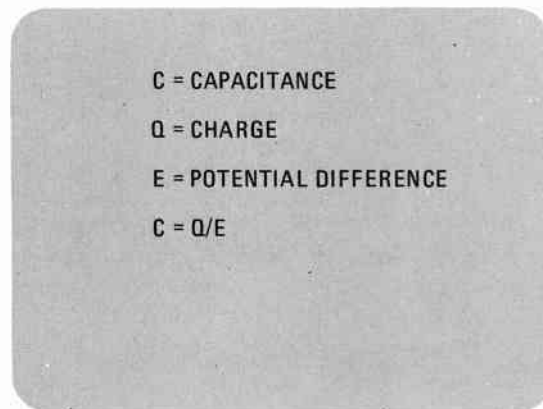 C = CAPACITANCE
Q = CHARGE
E = POTENTIAL DIFFERENCE
C = Q/E